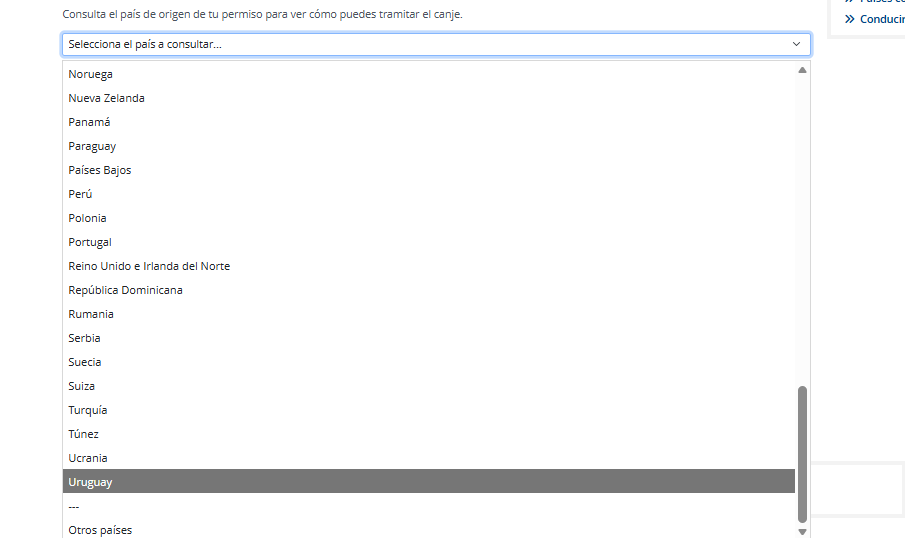 Consulta el país de origen de tu permiso para ver cómo puedes tramitar el canje.
Conducir
Selecciona el país a consultar...
Noruega
Nueva Zelanda
Panamá
Paraguay
Países Bajos
Perú
Polonia
Portugal
Reino Unido e Irlanda del Norte
República Dominicana
Rumania
Serbia
Suecia
Suiza
Turquía
Túnez
Ucrania
Uruguay
---
Otros países